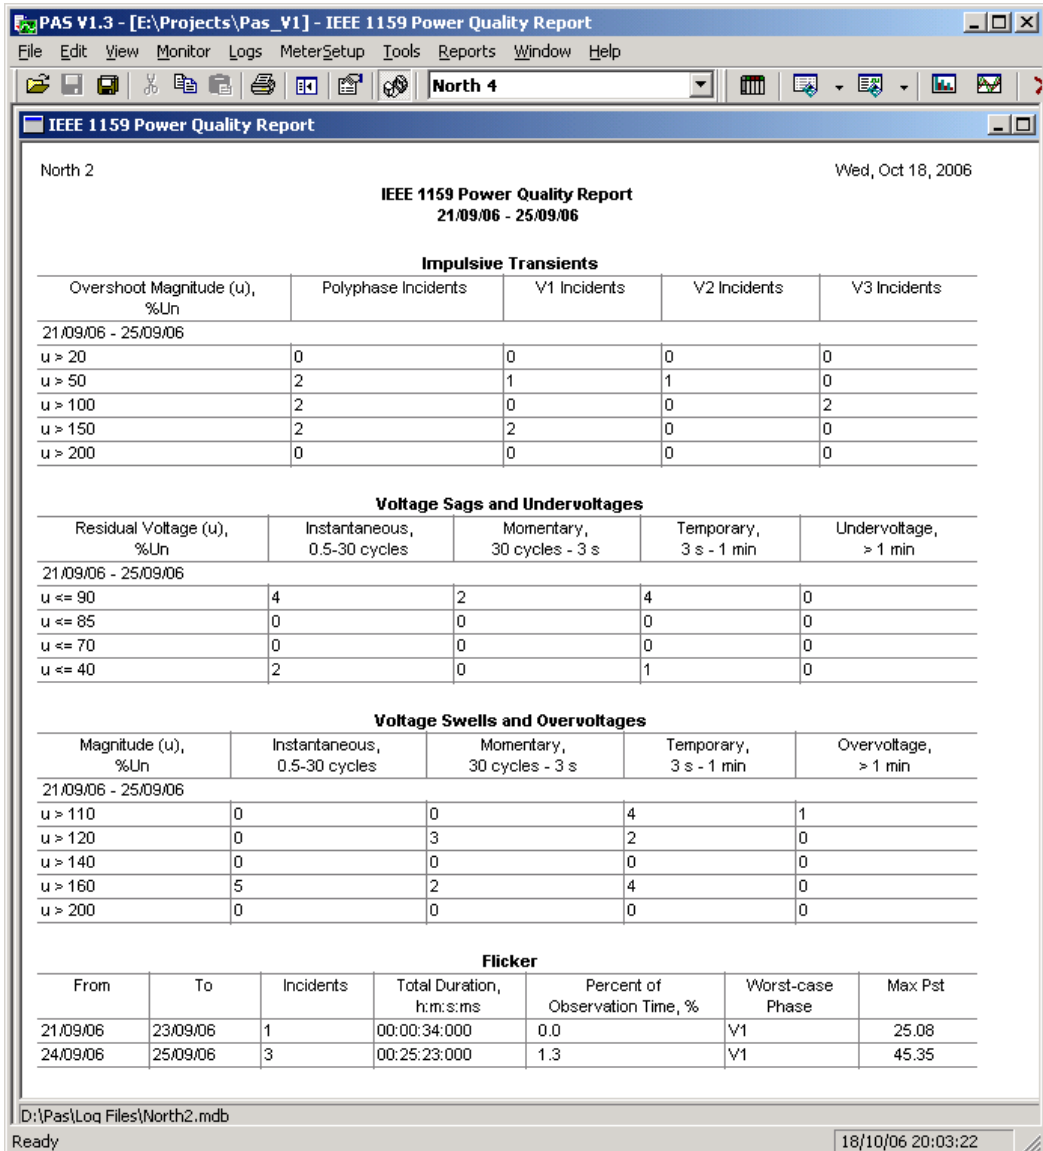 PAS V1.3 - [E:\Projects\Pas_V1] - IEEE 1159 Power Quality Report
File Edit View Monitor Logs MeterSetup Tools Reports Window Help
North 4
IEEE 1159 Power Quality Report
North 2 Wed, Oct 18, 2006
IEEE 1159 Power Quality Report
21/09/06 - 25/09/06
Impulsive Transients
Overshoot Magnitude (u), Polyphase Incidents V1 Incidents V2 Incidents V3 Incidents
%Un
21/09/06 - 25/09/06
u > 20 0 0 0 0
u > 50 2 1 1 0
u > 100 2 0 0 2
u > 150 2 2 0 0
u > 200 0 0 0 0
Voltage Sags and Undervoltages
Residual Voltage (u), Instantaneous, Momentary, Temporary, Undervoltage,
%Un 0.5-30 cycles 30 cycles - 3 s 3 s - 1 min > 1 min
21/09/06 - 25/09/06
u <= 90 4 2 4 0
u <= 85 0 0 0 0
u <= 70 0 0 0 0
u <= 40 2 0 1 0
Voltage Swells and Overvoltages
Magnitude (u), Instantaneous, Momentary, Temporary, Overvoltage,
%Un 0.5-30 cycles 30 cycles - 3 s 3 s - 1 min > 1 min
21/09/06 - 25/09/06
u > 110 0 0 4 1
u > 120 0 3 2 0
u > 140 0 0 0 0
u > 160 5 2 4 0
u > 200 0 0 0 0
Flicker
From To Incidents Total Duration, Percent of Worst-case Max Pst
h:m:s:ms Observation Time, % Phase
21/09/06 23/09/06 1 00:00:34:000 0.0 V1 25.08
24/09/06 25/09/06 3 00:25:23:000 1.3 V1 45.35
D:\Pas\Log Files\North2.mdb
Ready 18/10/06 20:03:22